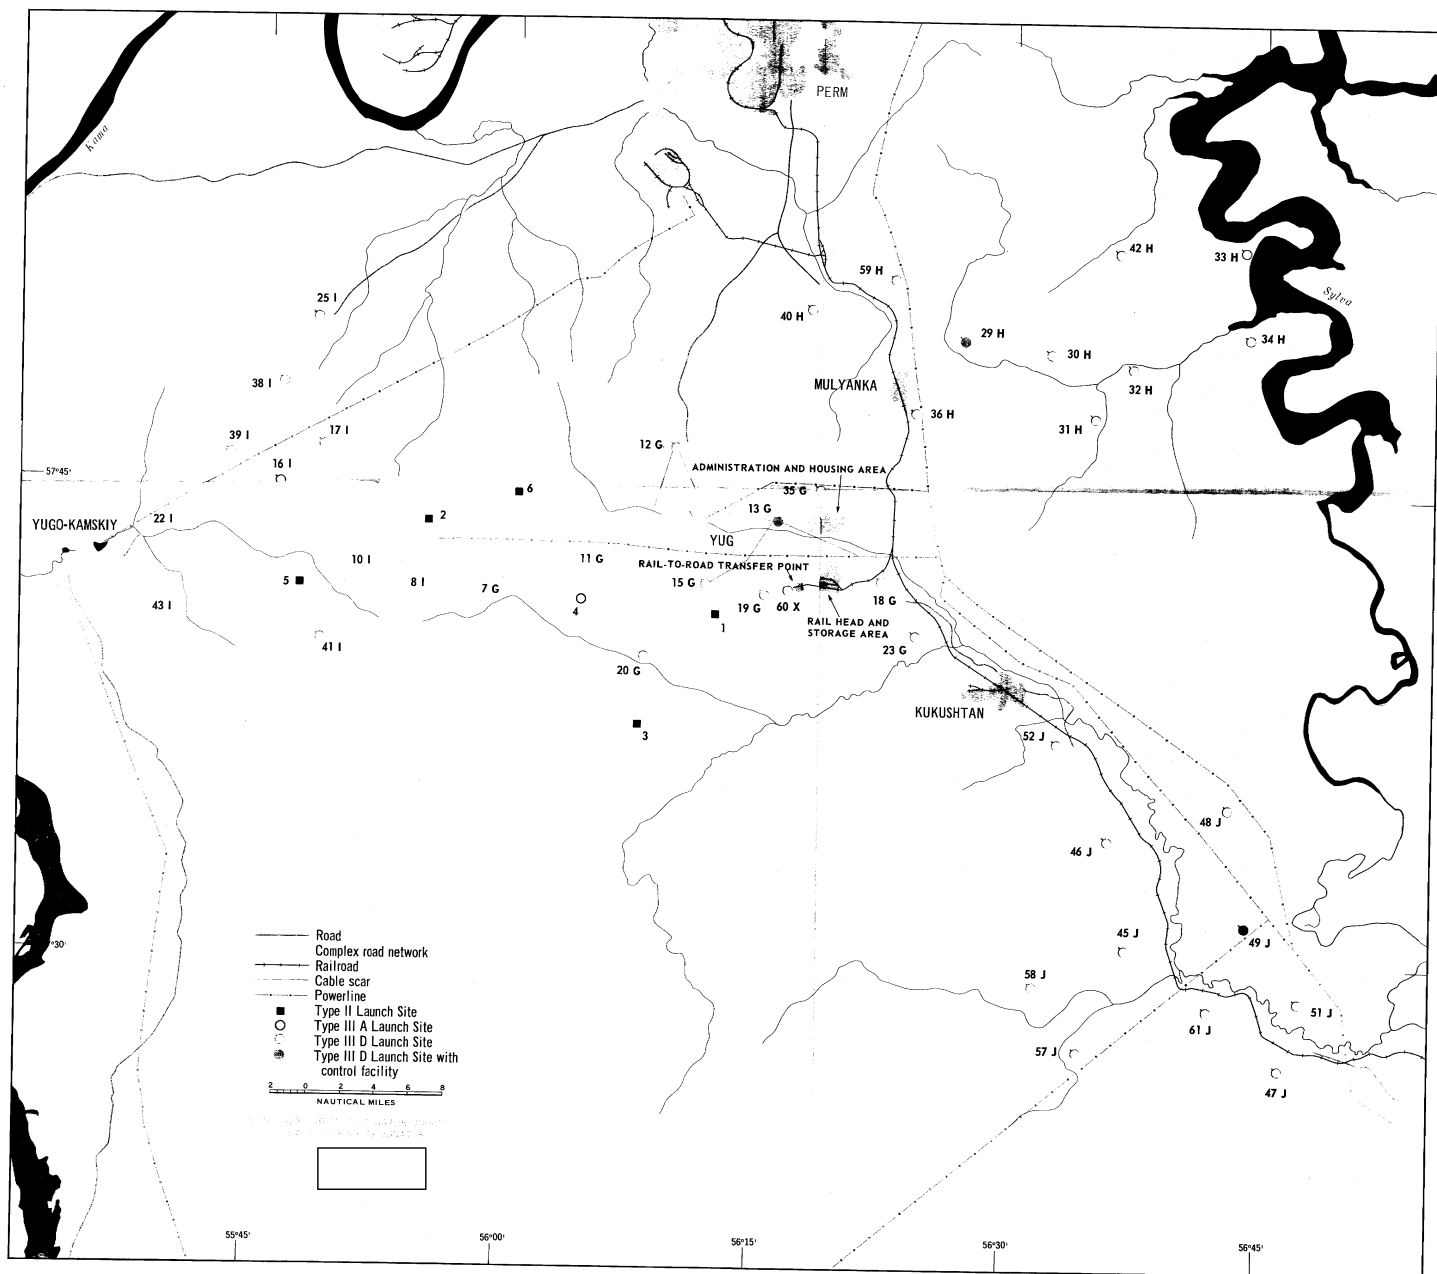 PERM
Kama
42 H
33 H
59 H
Sylva
25 I
40 H
29 H
34 H
30 H
38 I
MULYANKA
32 H
36 H
39 I
17 I
31 H
12 G
16 I
ADMINISTRATION AND HOUSING AREA
57°45'
6
35 G
13 G
22 I
2
YUGO-KAMSKIY
YUG
10 I
11 G
RAIL-TO-ROAD TRANSFER POINT
5
8 I
7 G
15 G
43 I
4
19 G
60 X
18 G
1
RAIL HEAD AND
STORAGE AREA
41 I
23 G
20 G
KUKUSHTAN
3
52 J
48 J
46 J
45 J
49 J
58 J
51 J
61 J
57 J
47 J
Road
Complex road network
Railroad
Cable scar
Powerline
Type II Launch Site
Type III A Launch Site
Type III D Launch Site
Type III D Launch Site with
control facility
2 0 2 4 6 8
NAUTICAL MILES
55°45'
56°00'
56°15'
56°30'
56°45'